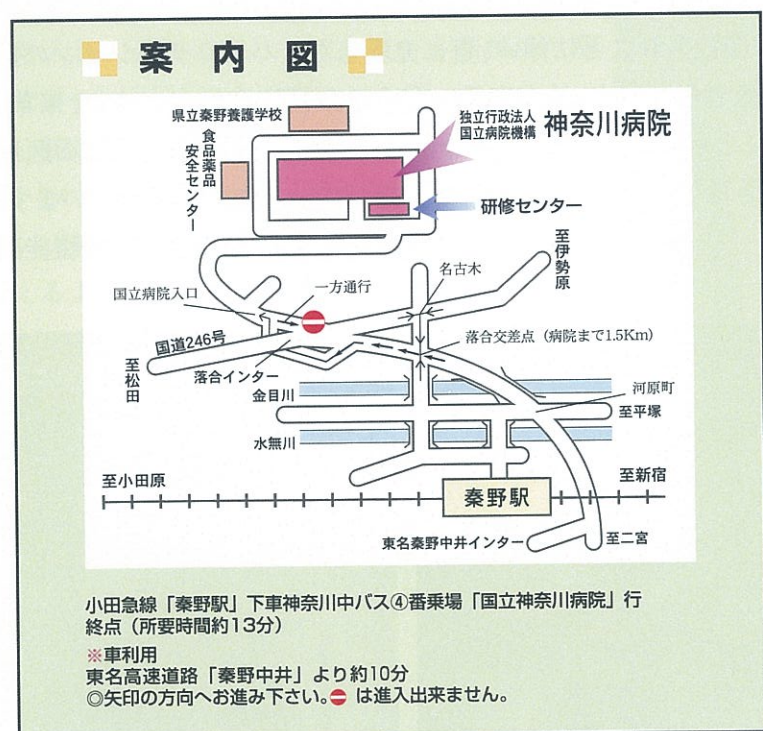 案内図
県立秦野養護学校
食品薬品
安全センター
独立行政法人
国立病院機構
神奈川病院
研修センター
至伊勢原
名古木
一方通行
国立病院入口
国道246号
落合交差点（病院まで1.5Km）
至松田
落合インター
金目川
河原町
至平塚
水無川
至小田原
至新宿
秦野駅
東名秦野中井インター
至二宮
小田急線「秦野駅」下車神奈川中バス④番乗場「国立神奈川病院」行
終点（所要時間約13分）
※車利用
東名高速道路「秦野中井」より約10分
◎矢印の方向へお進み下さい。 は進入出来ません。